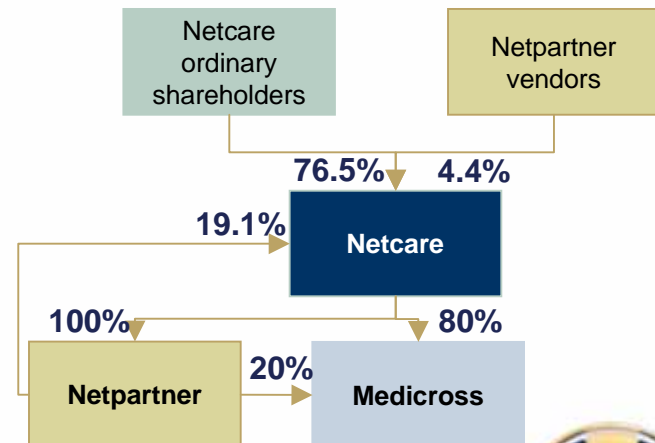 Netcare
ordinary
shareholders
Netpartner
vendors
76.5%
4.4%
19.1%
Netcare
100%
80%
Netpartner
20%
Medicross